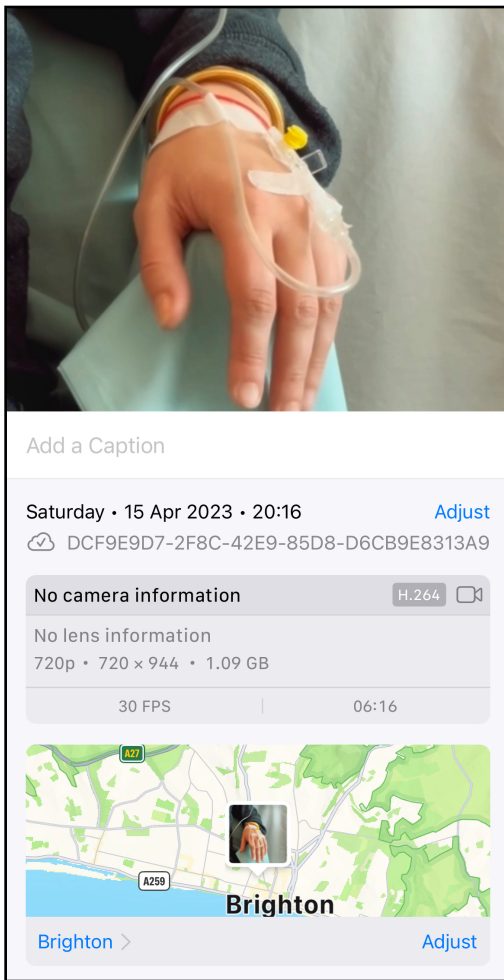 Add a Caption
Saturday • 15 Apr 2023 • 20:16 Adjust
DCF9E9D7-2F8C-42E9-85D8-D6CB9E8313A9
No camera information H.264
No lens information
720p • 720 × 944 • 1.09 GB
30 FPS 06:16
A27
A259
Brighton
Brighton Adjust